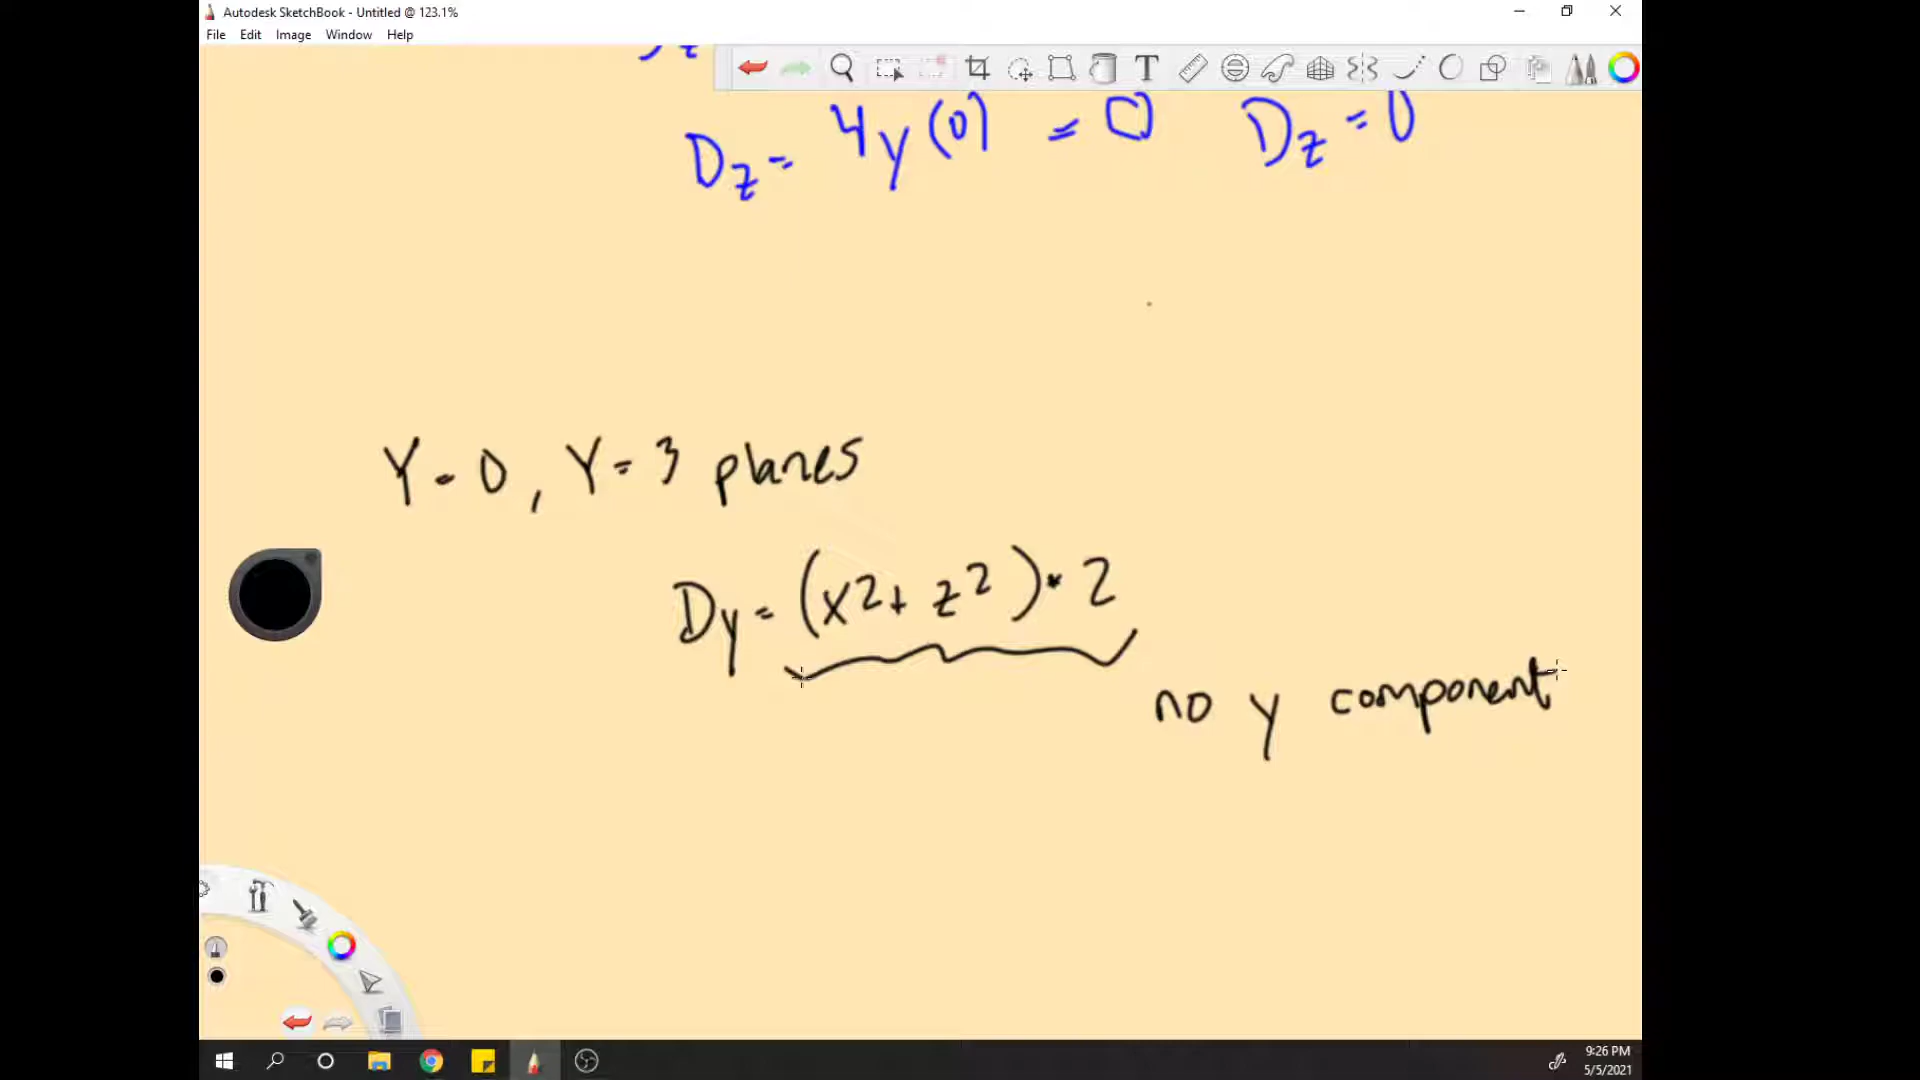 Autodesk SketchBook - Untitled @ 123.1%
File Edit Image Window Help
Dz = 4y(0) = 0 Dz = 0
Y = 0, Y = 3 planes
Dy = (x2 + z2) · 2
no y component
9:26 PM
5/5/2021